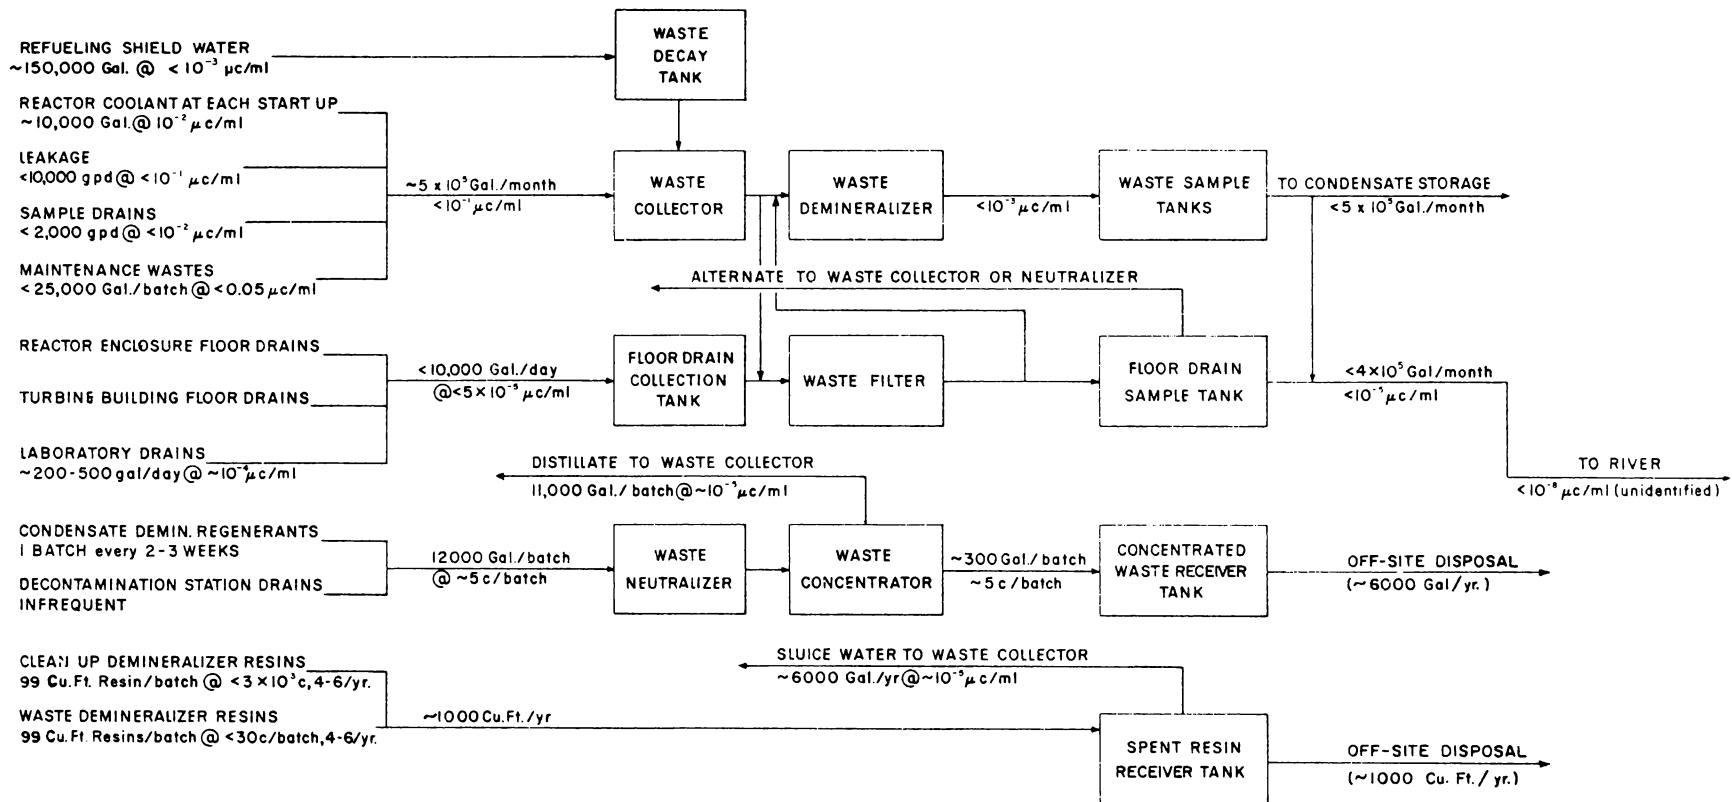 WASTE
DECAY
TANK
REFUELING SHIELD WATER
~150,000 Gal. @ < 10⁻³ µc/ml
REACTOR COOLANT AT EACH START UP
~10,000 Gal. @ 10⁻² µc/ml
LEAKAGE
<10,000 gpd @ < 10⁻¹ µc/ml
SAMPLE DRAINS
< 2,000 gpd @ <10⁻² µc/ml
MAINTENANCE WASTES
< 25,000 Gal./batch @ <0.05 µc/ml
~5 x 10⁵ Gal./month
<10⁻¹ µc/ml
WASTE
COLLECTOR
WASTE
DEMINERALIZER
<10⁻³ µc/ml
WASTE SAMPLE
TANKS
TO CONDENSATE STORAGE
<5 x 10⁵ Gal./month
ALTERNATE TO WASTE COLLECTOR OR NEUTRALIZER
REACTOR ENCLOSURE FLOOR DRAINS
TURBINE BUILDING FLOOR DRAINS
LABORATORY DRAINS
~200-500 gal/day @ ~10⁻⁴ µc/ml
<10,000 Gal./day
@ <5 × 10⁻⁵ µc/ml
FLOOR DRAIN
COLLECTION
TANK
WASTE FILTER
FLOOR DRAIN
SAMPLE TANK
<4 × 10⁵ Gal/month
<10⁻⁵ µc/ml
TO RIVER
<10⁻⁸ µc/ml (unidentified)
DISTILLATE TO WASTE COLLECTOR
11,000 Gal./ batch @ ~10⁻⁵ µc/ml
CONDENSATE DEMIN. REGENERANTS
1 BATCH every 2-3 WEEKS
DECONTAMINATION STATION DRAINS
INFREQUENT
12000 Gal./batch
@ ~5 c/batch
WASTE
NEUTRALIZER
WASTE
CONCENTRATOR
~300 Gal./batch
~5 c/batch
CONCENTRATED
WASTE RECEIVER
TANK
OFF-SITE DISPOSAL
(~6000 Gal/yr.)
SLUICE WATER TO WASTE COLLECTOR
~6000 Gal./yr @ ~10⁻⁵ µc/ml
CLEAN UP DEMINERALIZER RESINS
99 Cu.Ft. Resin/batch @ <3 × 10³ c, 4-6/yr.
WASTE DEMINERALIZER RESINS
99 Cu.Ft. Resins/batch @ <30c/batch, 4-6/yr.
~1000 Cu.Ft./yr
SPENT RESIN
RECEIVER TANK
OFF-SITE DISPOSAL
(~1000 Cu. Ft./ yr.)